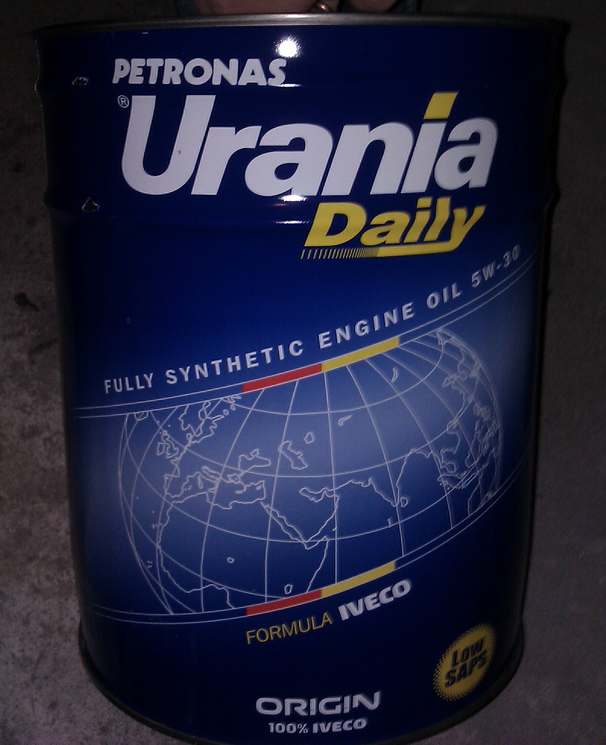 PETRONAS
® Urania
Daily
FULLY SYNTHETIC ENGINE OIL 5W-30
FORMULA IVECO
LOW
SAPS
ORIGIN
100% IVECO